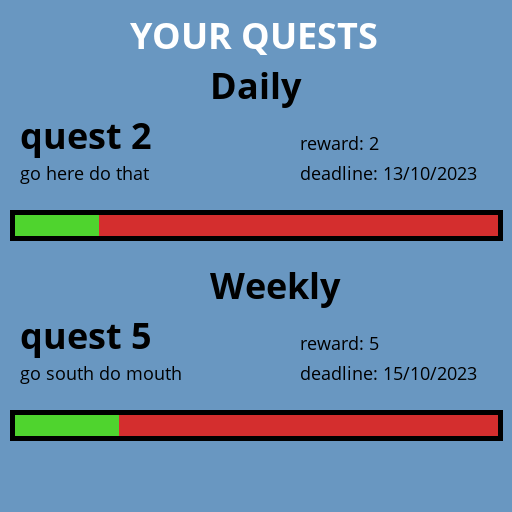 YOUR QUESTS
Daily
quest 2
go here do that
reward: 2
deadline: 13/10/2023
Weekly
quest 5
go south do mouth
reward: 5
deadline: 15/10/2023